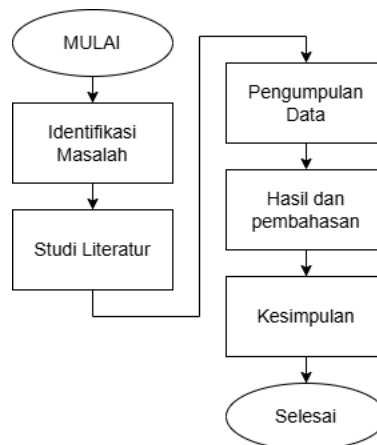 MULAI
Identifikasi
Masalah
Studi Literatur
Pengumpulan
Data
Hasil dan
pembahasan
Kesimpulan
Selesai